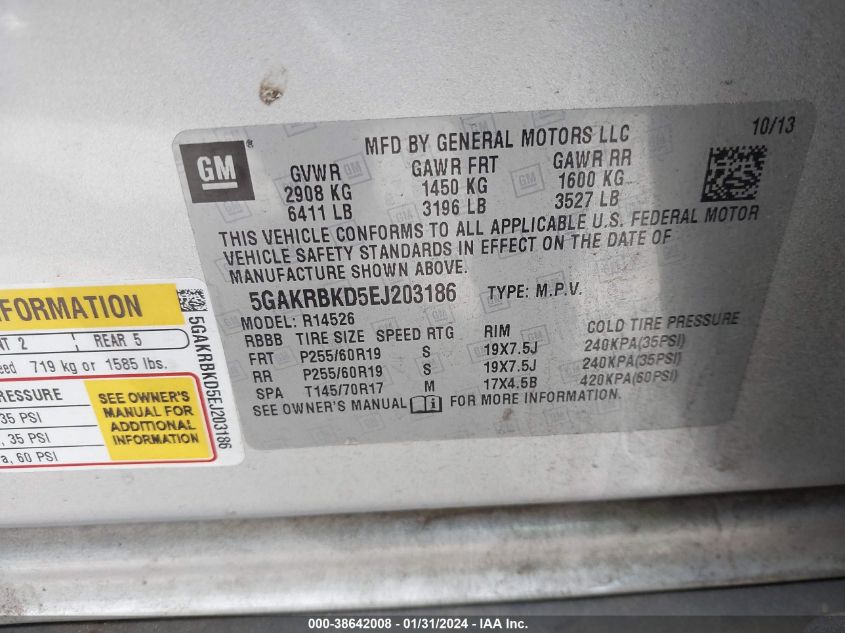 MFD BY GENERAL MOTORS LLC 10/13
GM
GVWR GAWR FRT GAWR RR
2908 KG 1450 KG 1600 KG
6411 LB 3196 LB 3527 LB
THIS VEHICLE CONFORMS TO ALL APPLICABLE U.S. FEDERAL MOTOR
VEHICLE SAFETY STANDARDS IN EFFECT ON THE DATE OF
MANUFACTURE SHOWN ABOVE.
5GAKRBKD5EJ203186 TYPE: M.P.V.
MODEL: R14526
RBBB TIRE SIZE SPEED RTG RIM COLD TIRE PRESSURE
FRT P255/60R19 S 19X7.5J 240KPA(35PSI)
RR P255/60R19 S 19X7.5J 240KPA(35PSI)
SPA T145/70R17 M 17X4.5B 420KPA(60PSI)
SEE OWNER'S MANUAL FOR MORE INFORMATION.
FORMATION
NT 2 REAR 5
eed 719 kg or 1585 lbs.
PRESSURE
35 PSI
, 35 PSI
a, 60 PSI
SEE OWNER'S
MANUAL FOR
ADDITIONAL
INFORMATION
5GAKRBKD5EJ203186
000-38642008 - 01/31/2024 - IAA Inc.